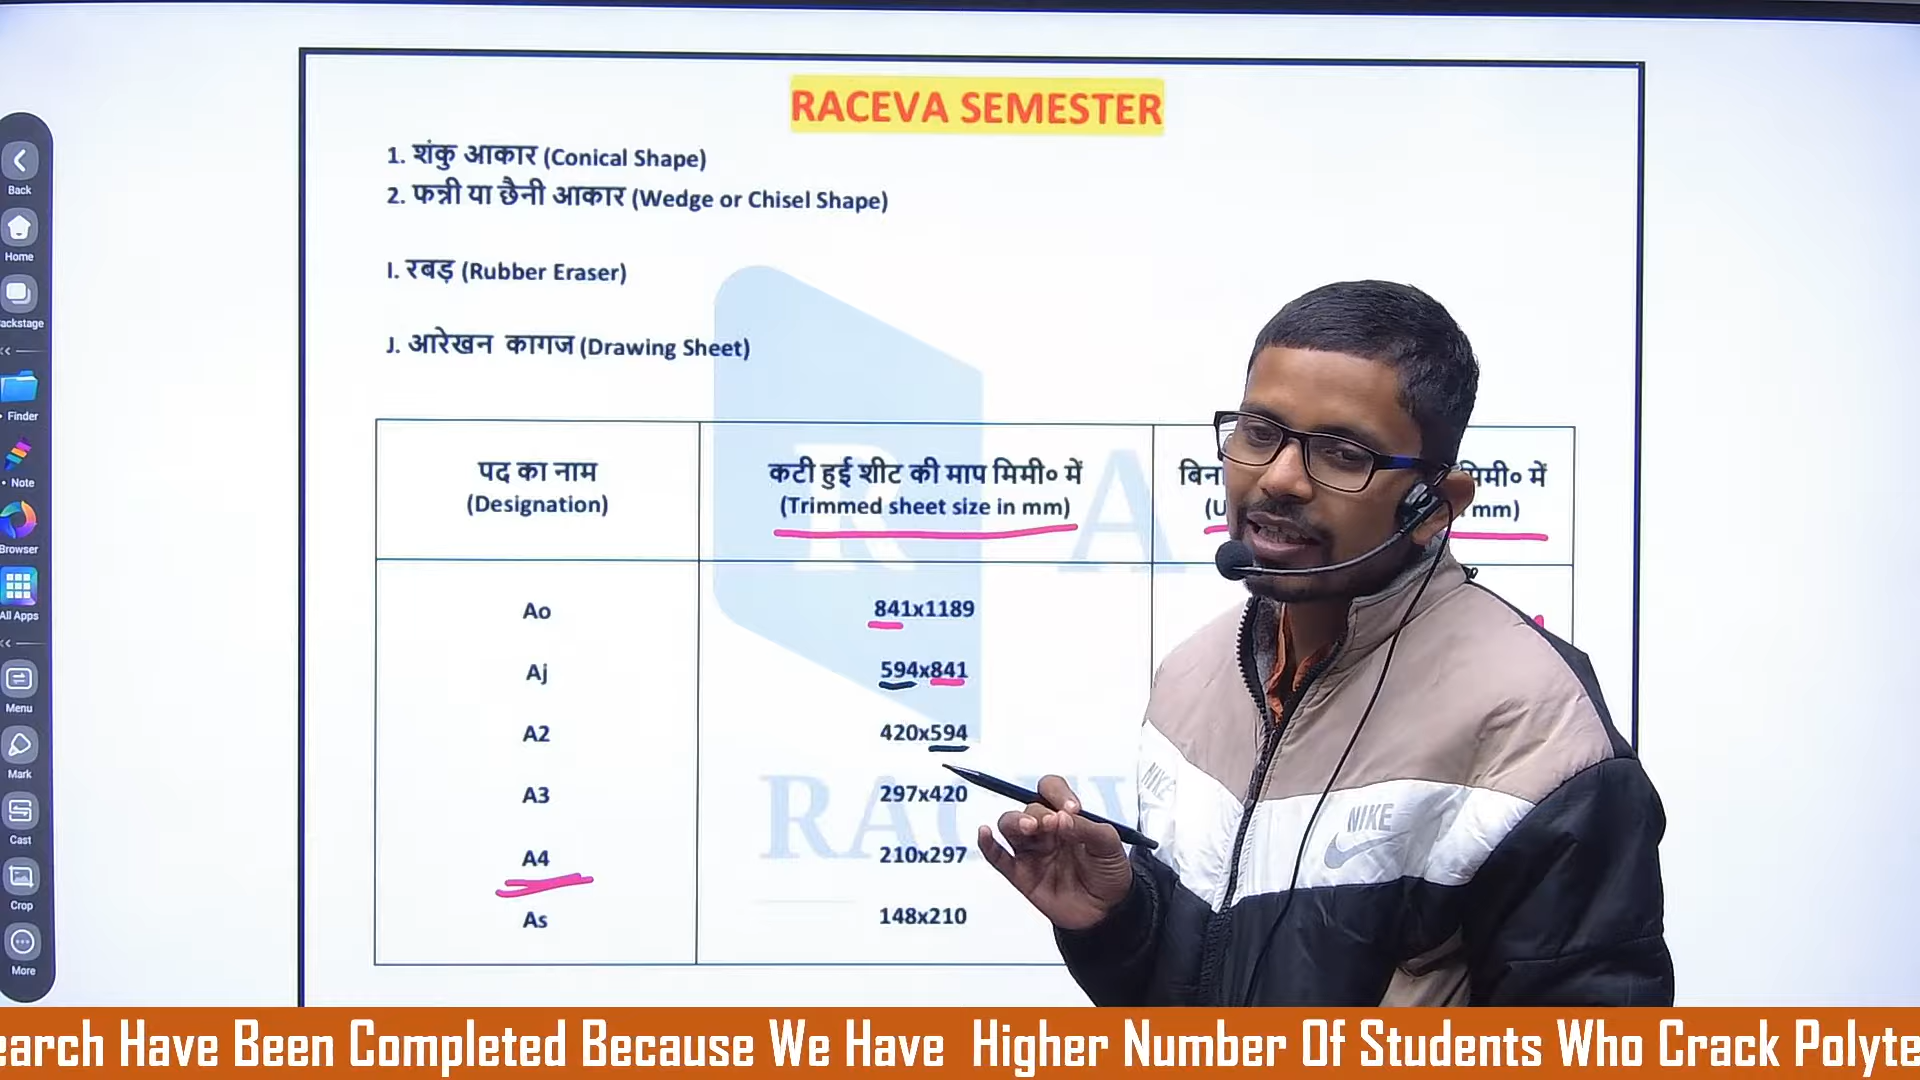 RACEVA SEMESTER
1. शंकु आकार (Conical Shape)
2. फन्नी या छैनी आकार (Wedge or Chisel Shape)
I. रबड़ (Rubber Eraser)
J. आरेखन कागज (Drawing Sheet)
पद का नाम
(Designation)
कटी हुई शीट की माप मिमी० में
(Trimmed sheet size in mm)
में
mm)
Ao
841x1189
Aj
594x841
A2
420x594
A3
297x420
A4
210x297
As
148x210
Back
Home
ackstage
Finder
Note
Browser
All Apps
Menu
Mark
Cast
Crop
More
NIKE
NIKE
Have Been Completed Because We Have Higher Number Of Students Who Crack